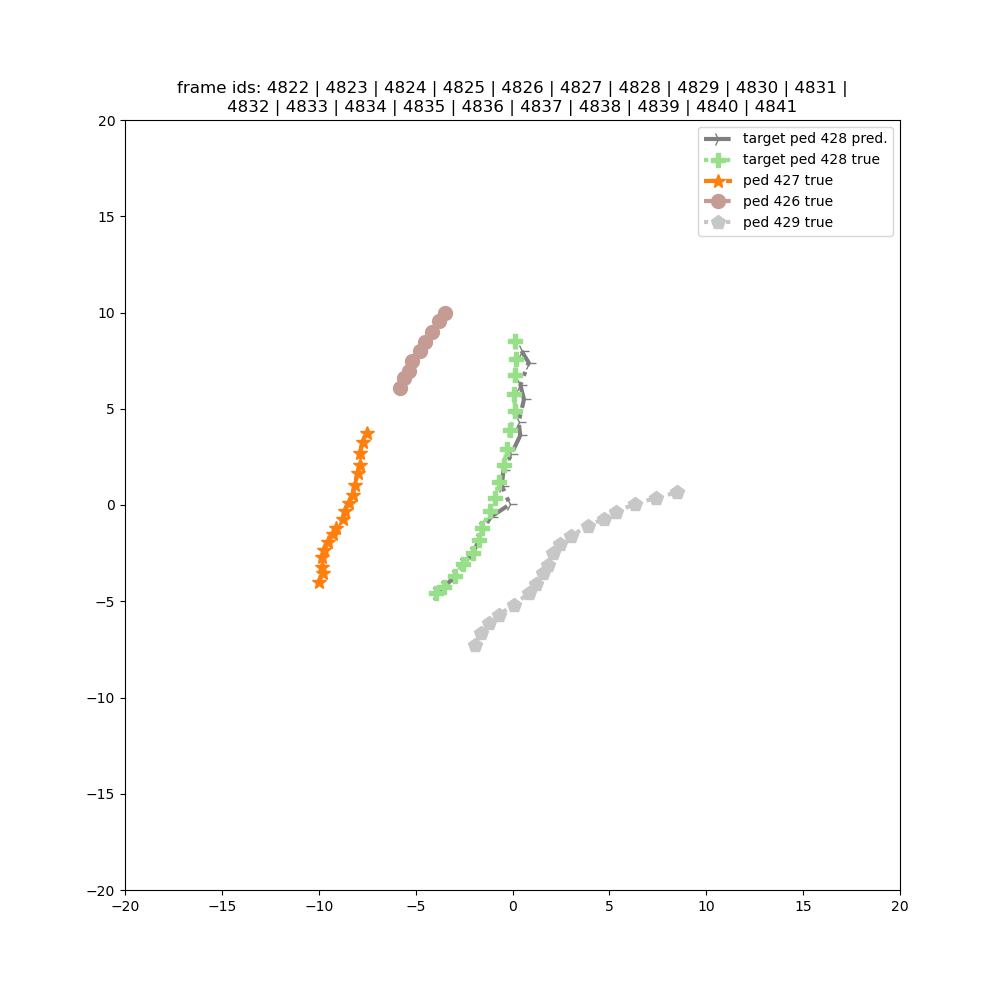 frame ids: 4822 | 4823 | 4824 | 4825 | 4826 | 4827 | 4828 | 4829 | 4830 | 4831 |
4832 | 4833 | 4834 | 4835 | 4836 | 4837 | 4838 | 4839 | 4840 | 4841
target ped 428 pred.
target ped 428 true
ped 427 true
ped 426 true
ped 429 true
20
15
10
5
0
−5
−10
−15
−20
−20 −15 −10 −5 0 5 10 15 20